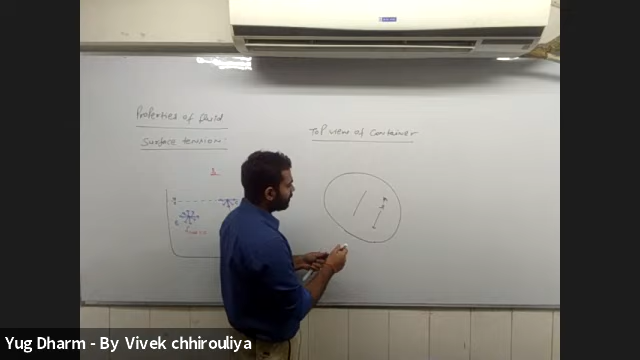 Properties of fluid
Surface tension:
Top view of Container
Yug Dharm - By Vivek chhirouliya